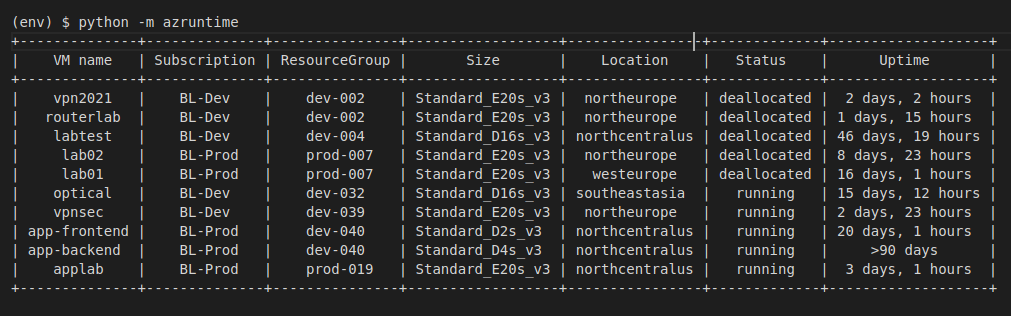 (env) $ python -m azruntime
+--------------+--------------+---------------+------------------+----------------+-------------+-------------------+
|   VM name    | Subscription | ResourceGroup |       Size       |    Location    |   Status    |      Uptime       |
+--------------+--------------+---------------+------------------+----------------+-------------+-------------------+
|   vpn2021    |    BL-Dev    |    dev-002    | Standard_E20s_v3 |  northeurope   | deallocated |  2 days, 2 hours  |
|  routerlab   |    BL-Dev    |    dev-002    | Standard_E20s_v3 |  northeurope   | deallocated | 1 days, 15 hours  |
|   labtest    |    BL-Dev    |    dev-004    | Standard_D16s_v3 | northcentralus | deallocated | 46 days, 19 hours |
|    lab02     |   BL-Prod    |   prod-007    | Standard_E20s_v3 |  northeurope   | deallocated | 8 days, 23 hours  |
|    lab01     |   BL-Prod    |   prod-007    | Standard_E20s_v3 |   westeurope   | deallocated | 16 days, 1 hours  |
|   optical    |    BL-Dev    |    dev-032    | Standard_D16s_v3 | southeastasia  |   running   | 15 days, 12 hours |
|    vpnsec    |    BL-Dev    |    dev-039    | Standard_E20s_v3 |  northeurope   |   running   | 2 days, 23 hours  |
| app-frontend |   BL-Prod    |    dev-040    | Standard_D2s_v3  | northcentralus |   running   | 20 days, 1 hours  |
| app-backend  |   BL-Prod    |    dev-040    | Standard_D4s_v3  | northcentralus |   running   |     >90 days      |
|    applab    |   BL-Prod    |   prod-019    | Standard_E20s_v3 | northcentralus |   running   |  3 days, 1 hours  |
+--------------+--------------+---------------+------------------+----------------+-------------+-------------------+